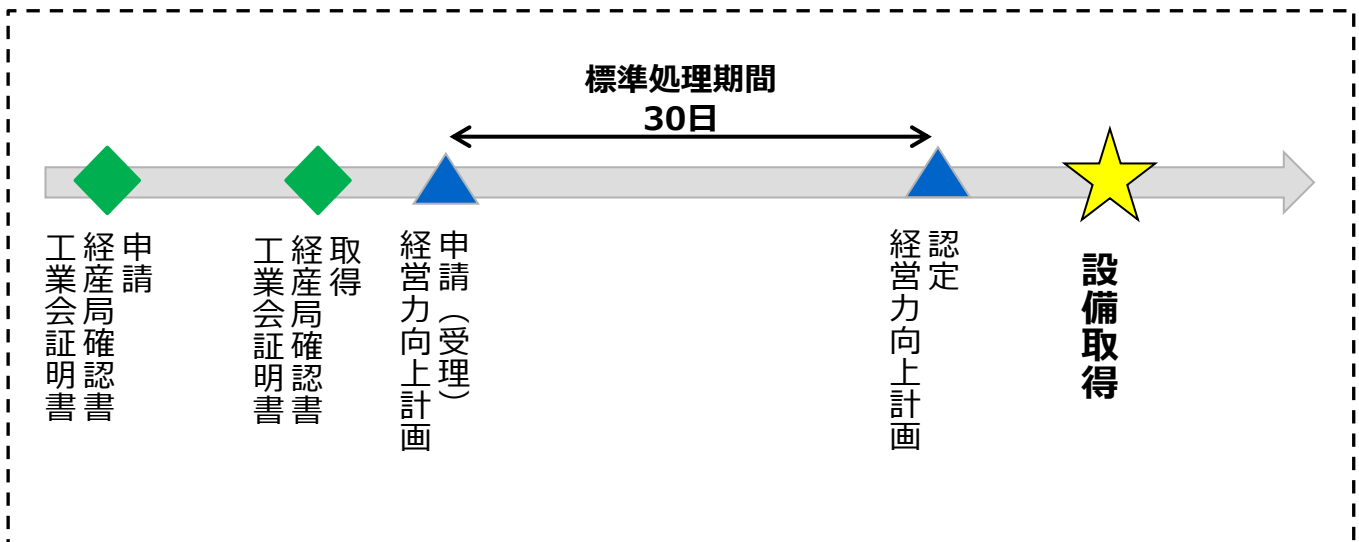 標準処理期間
30日
工業会証明書
経産局確認書
申請
工業会証明書
経産局確認書
取得
経営力向上計画
申請（受理）
経営力向上計画
認定
設備取得